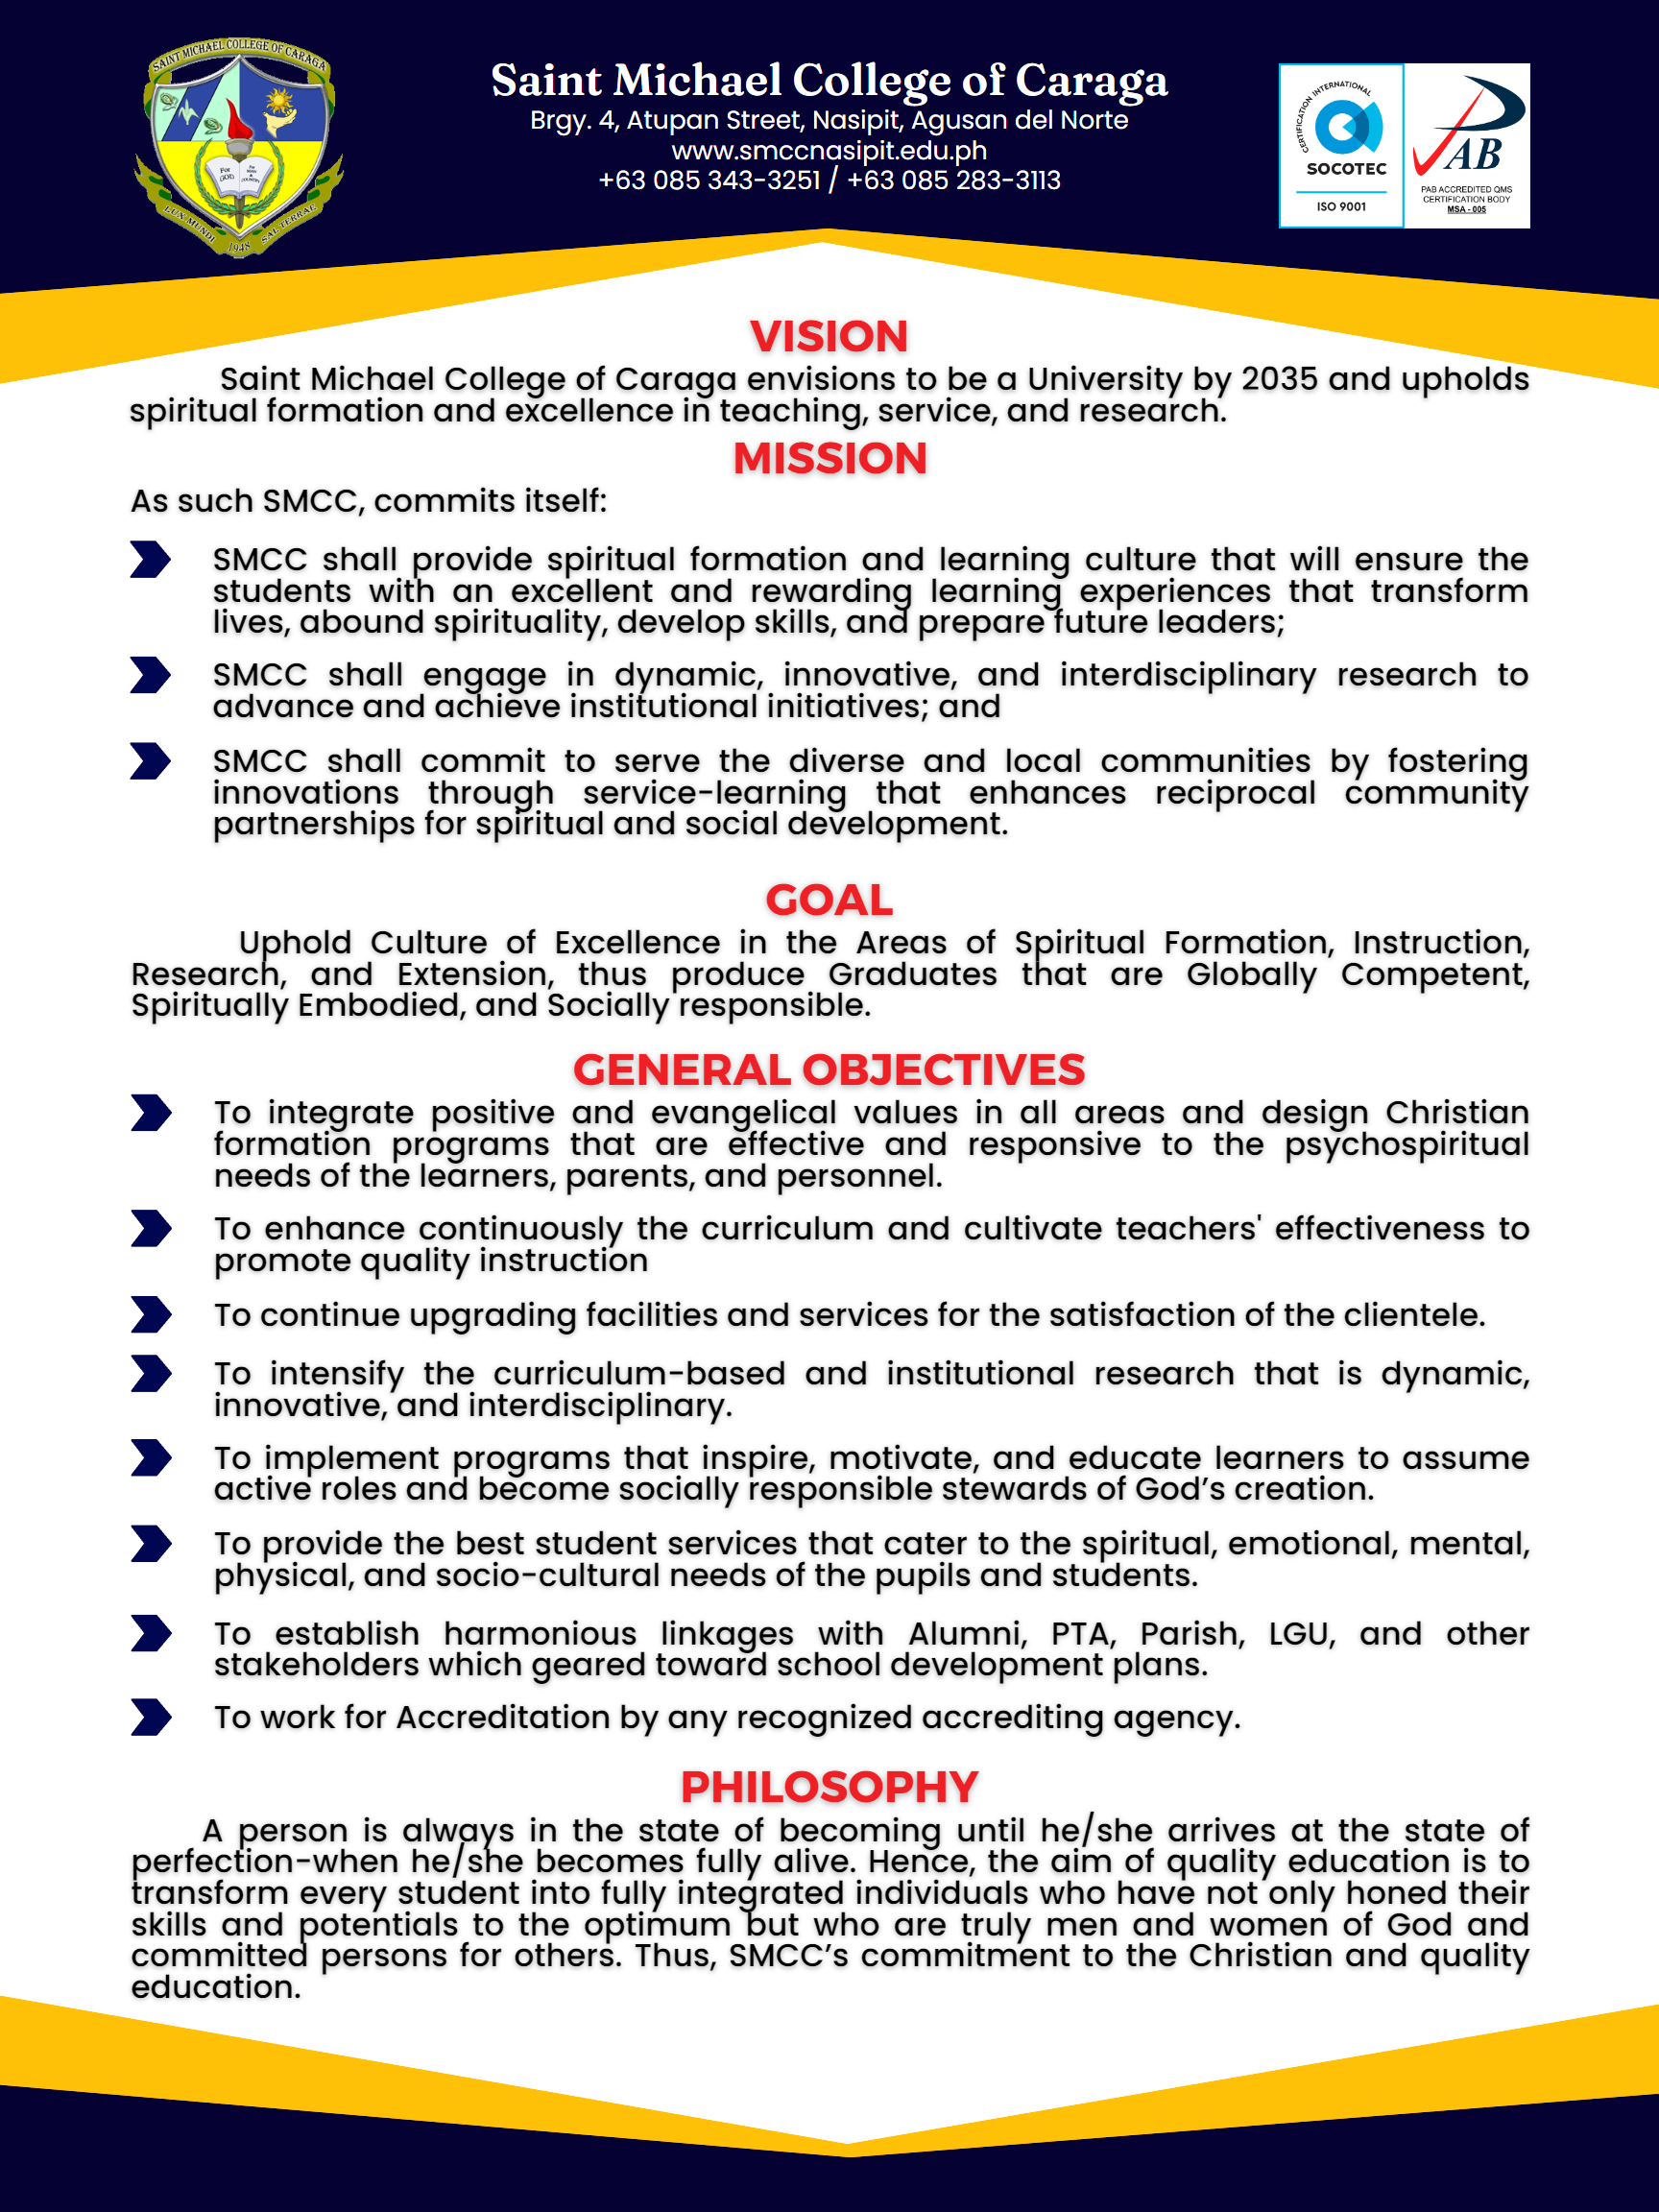 SAINT MICHAEL COLLEGE OF CARAGA
For GOD
LUX MUNDI
1948
SAL TERRAE
Saint Michael College of Caraga
Brgy. 4, Atupan Street, Nasipit, Agusan del Norte
www.smccnasipit.edu.ph
+63 085 343-3251 / +63 085 283-3113
CERTIFICATION INTERNATIONAL
SOCOTEC
ISO 9001
PAB
PAB ACCREDITED QMS
CERTIFICATION BODY
MSA - 005
VISION
Saint Michael College of Caraga envisions to be a University by 2035 and upholds
spiritual formation and excellence in teaching, service, and research.
MISSION
As such SMCC, commits itself:
SMCC shall provide spiritual formation and learning culture that will ensure the
students with an excellent and rewarding learning experiences that transform
lives, abound spirituality, develop skills, and prepare future leaders;
SMCC shall engage in dynamic, innovative, and interdisciplinary research to
advance and achieve institutional initiatives; and
SMCC shall commit to serve the diverse and local communities by fostering
innovations through service-learning that enhances reciprocal community
partnerships for spiritual and social development.
GOAL
Uphold Culture of Excellence in the Areas of Spiritual Formation, Instruction,
Research, and Extension, thus produce Graduates that are Globally Competent,
Spiritually Embodied, and Socially responsible.
GENERAL OBJECTIVES
To integrate positive and evangelical values in all areas and design Christian
formation programs that are effective and responsive to the psychospiritual
needs of the learners, parents, and personnel.
To enhance continuously the curriculum and cultivate teachers' effectiveness to
promote quality instruction
To continue upgrading facilities and services for the satisfaction of the clientele.
To intensify the curriculum-based and institutional research that is dynamic,
innovative, and interdisciplinary.
To implement programs that inspire, motivate, and educate learners to assume
active roles and become socially responsible stewards of God’s creation.
To provide the best student services that cater to the spiritual, emotional, mental,
physical, and socio-cultural needs of the pupils and students.
To establish harmonious linkages with Alumni, PTA, Parish, LGU, and other
stakeholders which geared toward school development plans.
To work for Accreditation by any recognized accrediting agency.
PHILOSOPHY
A person is always in the state of becoming until he/she arrives at the state of
perfection-when he/she becomes fully alive. Hence, the aim of quality education is to
transform every student into fully integrated individuals who have not only honed their
skills and potentials to the optimum but who are truly men and women of God and
committed persons for others. Thus, SMCC’s commitment to the Christian and quality
education.